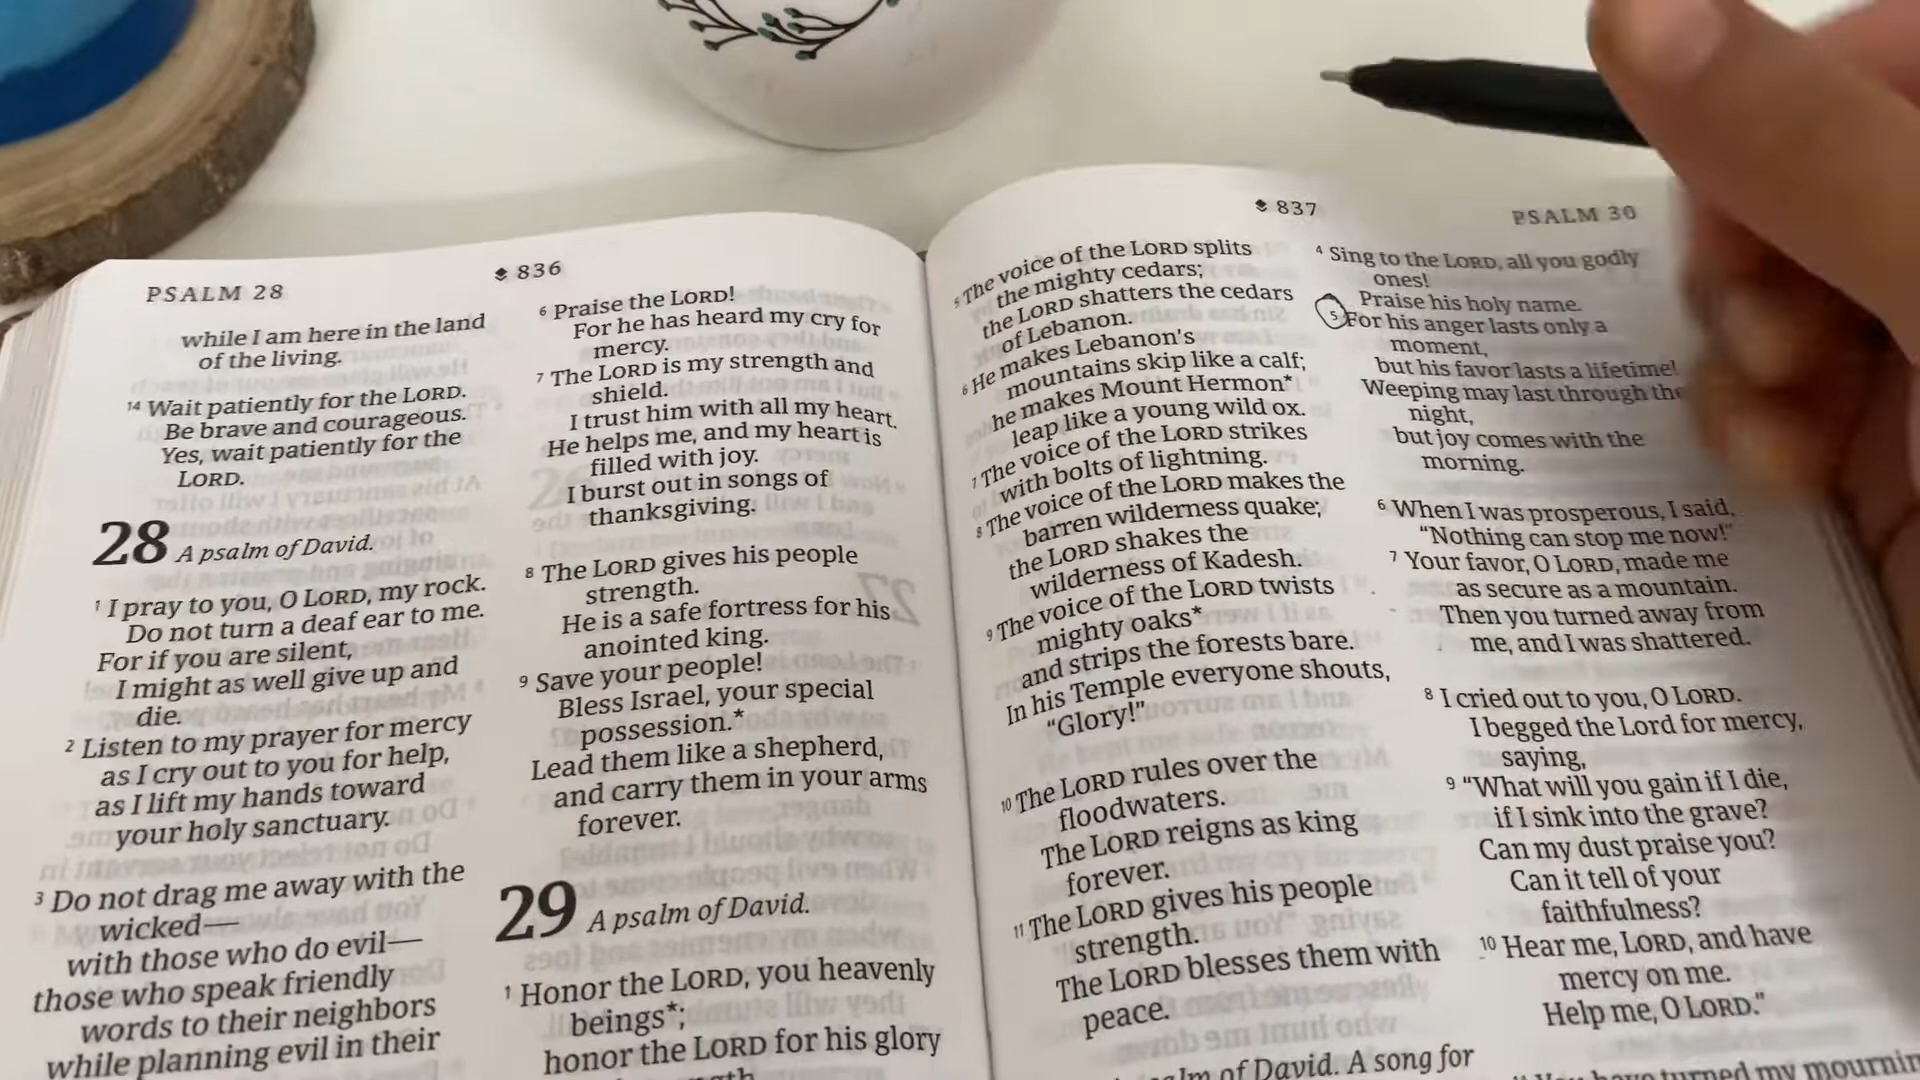 PSALM 28
836
while I am here in the land
of the living.
14 Wait patiently for the LORD.
Be brave and courageous.
Yes, wait patiently for the
LORD.
28 A psalm of David.
1 I pray to you, O LORD, my rock.
Do not turn a deaf ear to me.
For if you are silent,
I might as well give up and
die.
2 Listen to my prayer for mercy
as I cry out to you for help,
as I lift my hands toward
your holy sanctuary.
3 Do not drag me away with the
wicked—
with those who do evil—
those who speak friendly
words to their neighbors
while planning evil in their
6 Praise the LORD!
For he has heard my cry for
mercy.
7 The LORD is my strength and
shield.
I trust him with all my heart.
He helps me, and my heart is
filled with joy.
I burst out in songs of
thanksgiving.
8 The LORD gives his people
strength.
He is a safe fortress for his
anointed king.
9 Save your people!
Bless Israel, your special
possession.*
Lead them like a shepherd,
and carry them in your arms
forever.
29 A psalm of David.
1 Honor the LORD, you heavenly
beings*;
honor the LORD for his glory
837
PSALM 30
5 The voice of the LORD splits
the mighty cedars;
the LORD shatters the cedars
of Lebanon.
6 He makes Lebanon's
mountains skip like a calf;
he makes Mount Hermon*
leap like a young wild ox.
7 The voice of the LORD strikes
with bolts of lightning.
8 The voice of the LORD makes the
barren wilderness quake;
the LORD shakes the
wilderness of Kadesh.
9 The voice of the LORD twists
mighty oaks*
and strips the forests bare.
In his Temple everyone shouts,
"Glory!"
10 The LORD rules over the
floodwaters.
The LORD reigns as king
forever.
11 The LORD gives his people
strength.
The LORD blesses them with
peace.
of David. A song for
4 Sing to the LORD, all you godly
ones!
Praise his holy name.
5 For his anger lasts only a
moment,
but his favor lasts a lifetime!
Weeping may last through the
night,
but joy comes with the
morning.
6 When I was prosperous, I said,
"Nothing can stop me now!"
7 Your favor, O LORD, made me
as secure as a mountain.
Then you turned away from
me, and I was shattered.
8 I cried out to you, O LORD.
I begged the Lord for mercy,
saying,
9 "What will you gain if I die,
if I sink into the grave?
Can my dust praise you?
Can it tell of your
faithfulness?
10 Hear me, LORD, and have
mercy on me.
Help me, O LORD."
have turned my